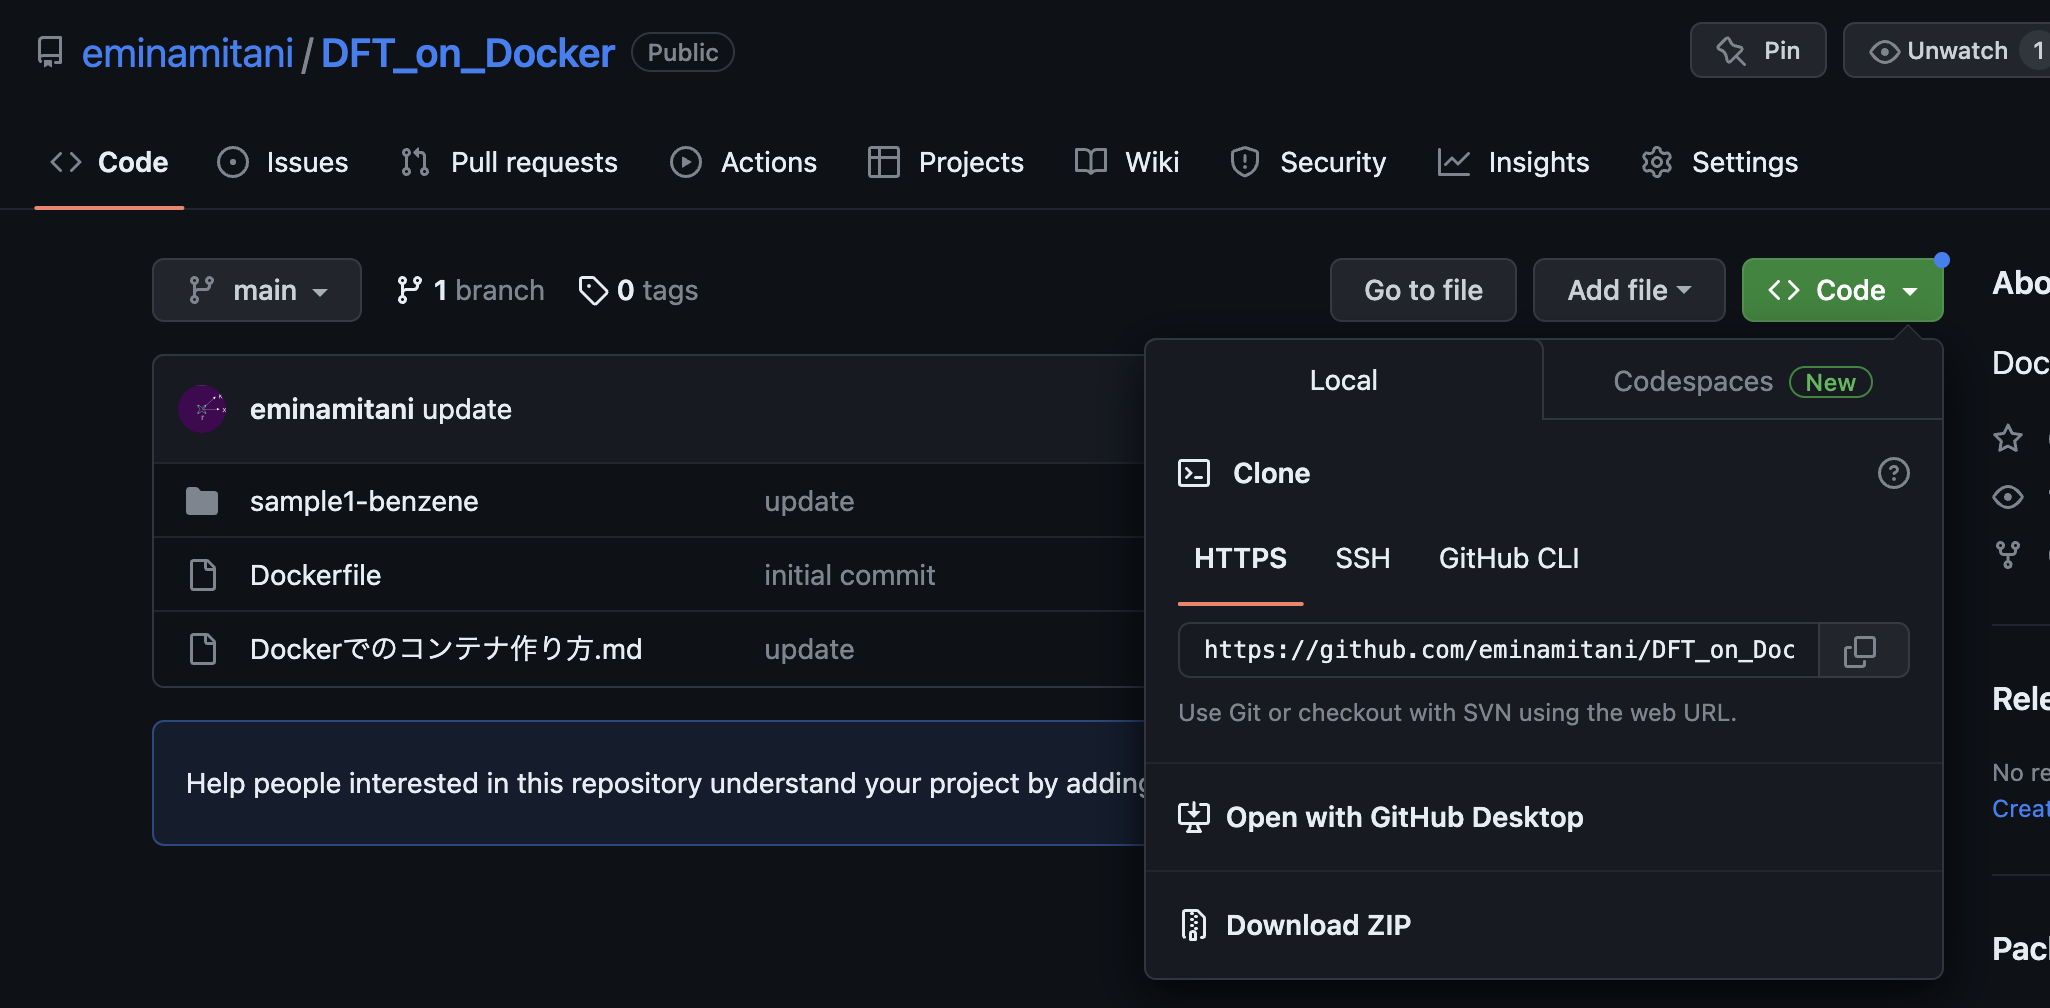 eminamitani / DFT_on_Docker Public
Pin
Unwatch 1
Code Issues Pull requests Actions Projects Wiki Security Insights Settings
main 1 branch 0 tags
Go to file Add file Code
eminamitani update
sample1-benzene update
Dockerfile initial commit
Dockerでのコンテナ作り方.md update
Help people interested in this repository understand your project by adding
Local Codespaces New
Clone
HTTPS SSH GitHub CLI
https://github.com/eminamitani/DFT_on_Doc
Use Git or checkout with SVN using the web URL.
Open with GitHub Desktop
Download ZIP
Abo
Doc
Rele
No re
Creat
Pac